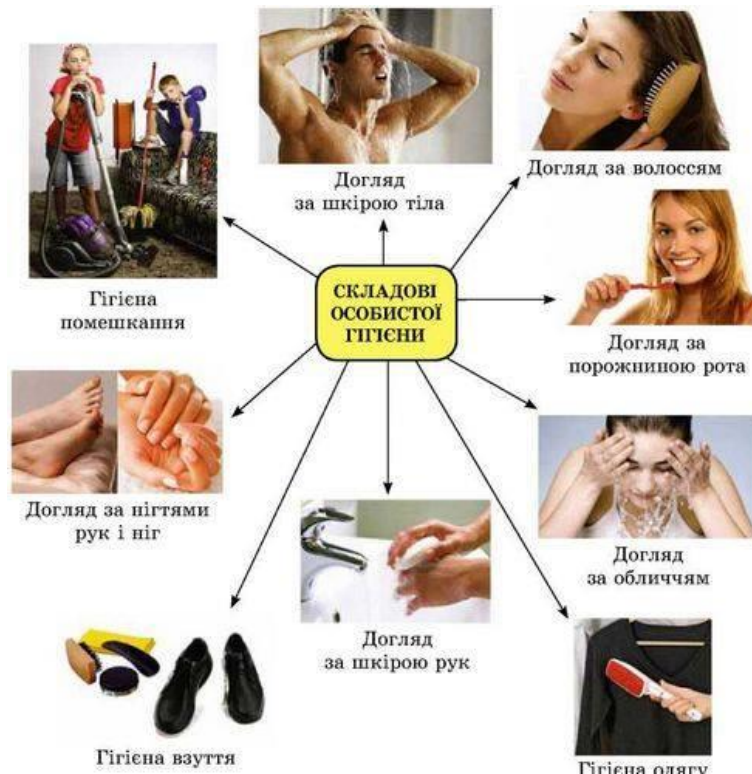 Догляд
за шкірою тіла
Догляд за волоссям
Гігієна
помешкання
СКЛАДОВІ
ОСОБИСТОЇ
ГІГІЄНИ
Догляд за
порожниною рота
Догляд за нігтями
рук і ніг
Догляд
за шкірою рук
Догляд
за обличчям
Гігієна взуття
Гігієна одягу